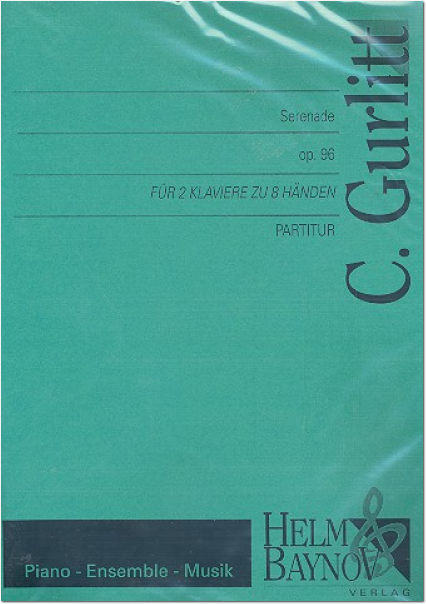 C. Gurlitt
Serenade
op. 96
FÜR 2 KLAVIERE ZU 8 HÄNDEN
PARTITUR
Piano - Ensemble - Musik
HELM &
BAYNOV
VERLAG